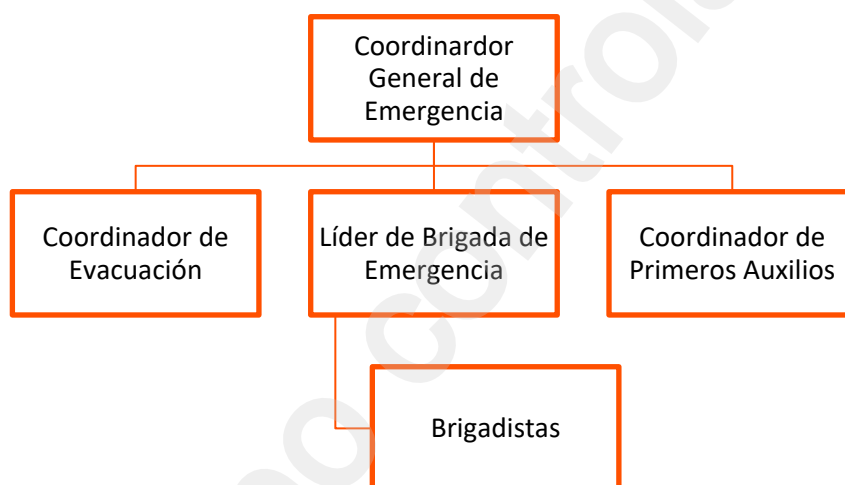 Coordinardor
General de
Emergencia
Coordinador de
Evacuación
Líder de Brigada de
Emergencia
Coordinador de
Primeros Auxilios
Brigadistas